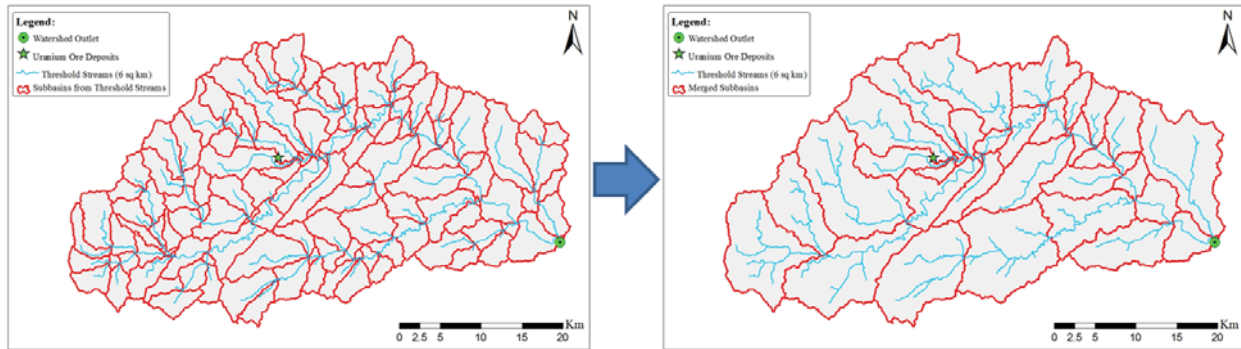 Legend:
Watershed Outlet
Uranium Ore Deposits
Threshold Streams (6 sq km)
Subbasins from Threshold Streams
N
Km
0 2.5 5 10 15 20
Legend:
Watershed Outlet
Uranium Ore Deposits
Threshold Streams (6 sq km)
Merged Subbasins
N
Km
0 2.5 5 10 15 20